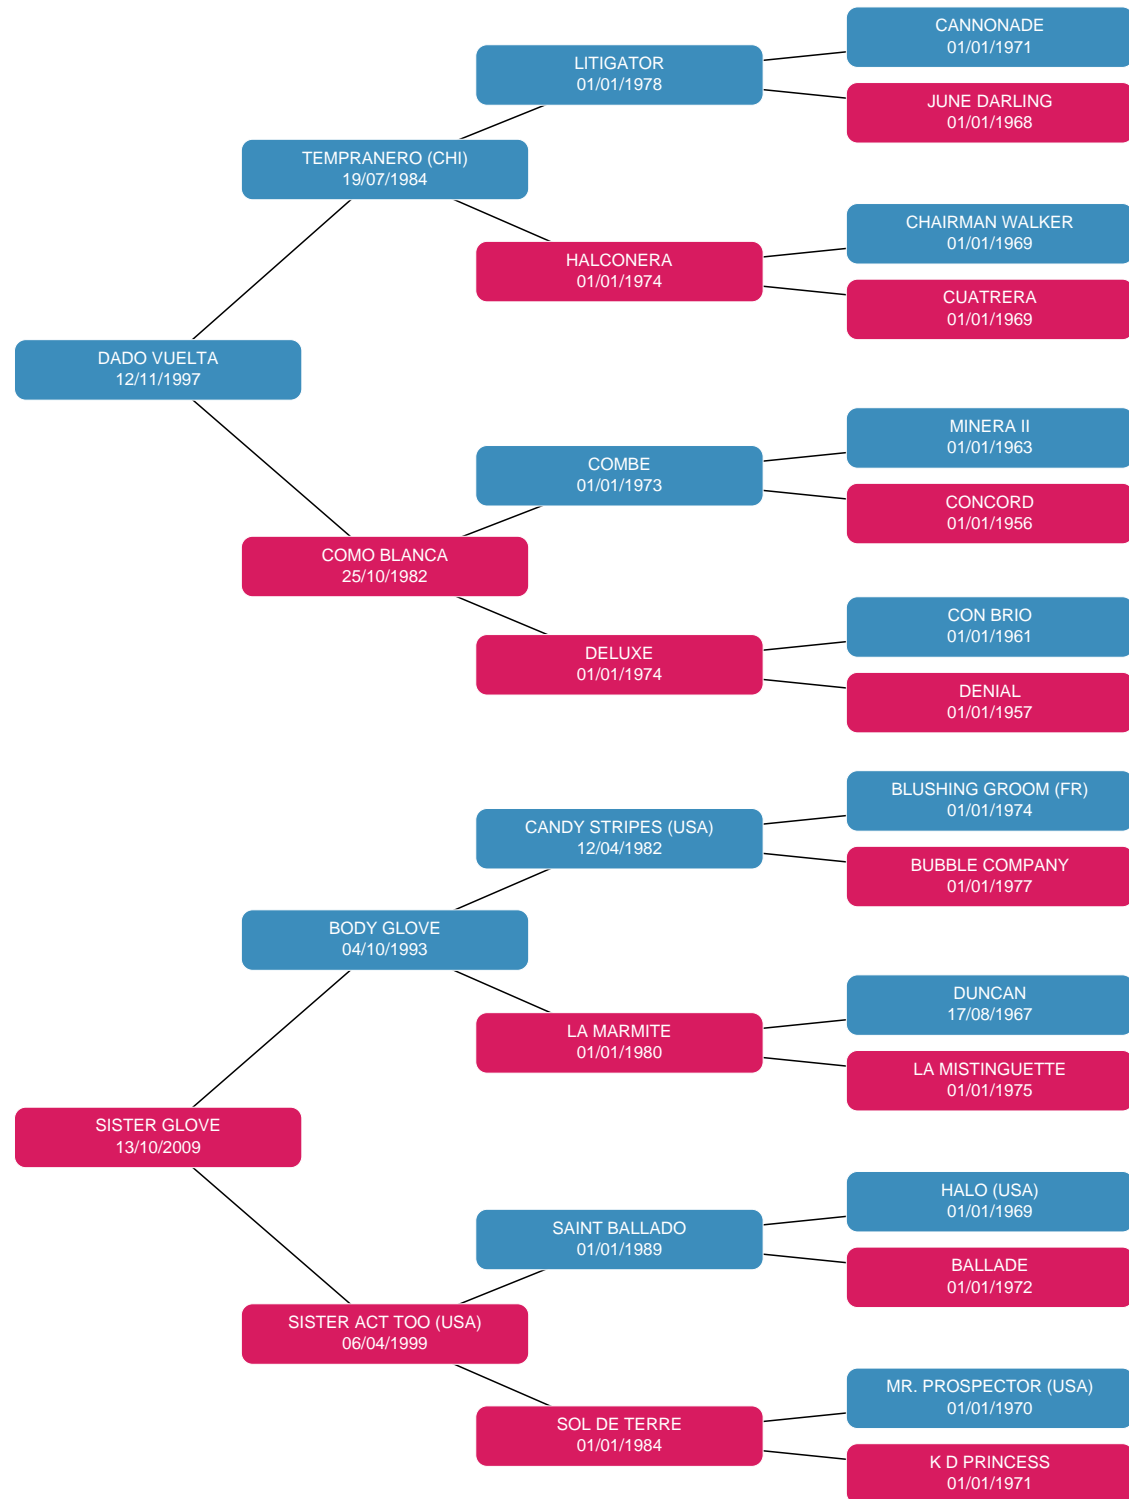 CANNONADE
01/01/1971
LITIGATOR
01/01/1978
JUNE DARLING
01/01/1968
TEMPRANERO (CHI)
19/07/1984
CHAIRMAN WALKER
01/01/1969
HALCONERA
01/01/1974
CUATRERA
01/01/1969
DADO VUELTA
12/11/1997
MINERA II
01/01/1963
COMBE
01/01/1973
CONCORD
01/01/1956
COMO BLANCA
25/10/1982
CON BRIO
01/01/1961
DELUXE
01/01/1974
DENIAL
01/01/1957
BLUSHING GROOM (FR)
01/01/1974
CANDY STRIPES (USA)
12/04/1982
BUBBLE COMPANY
01/01/1977
BODY GLOVE
04/10/1993
DUNCAN
17/08/1967
LA MARMITE
01/01/1980
LA MISTINGUETTE
01/01/1975
SISTER GLOVE
13/10/2009
HALO (USA)
01/01/1969
SAINT BALLADO
01/01/1989
BALLADE
01/01/1972
SISTER ACT TOO (USA)
06/04/1999
MR. PROSPECTOR (USA)
01/01/1970
SOL DE TERRE
01/01/1984
K D PRINCESS
01/01/1971